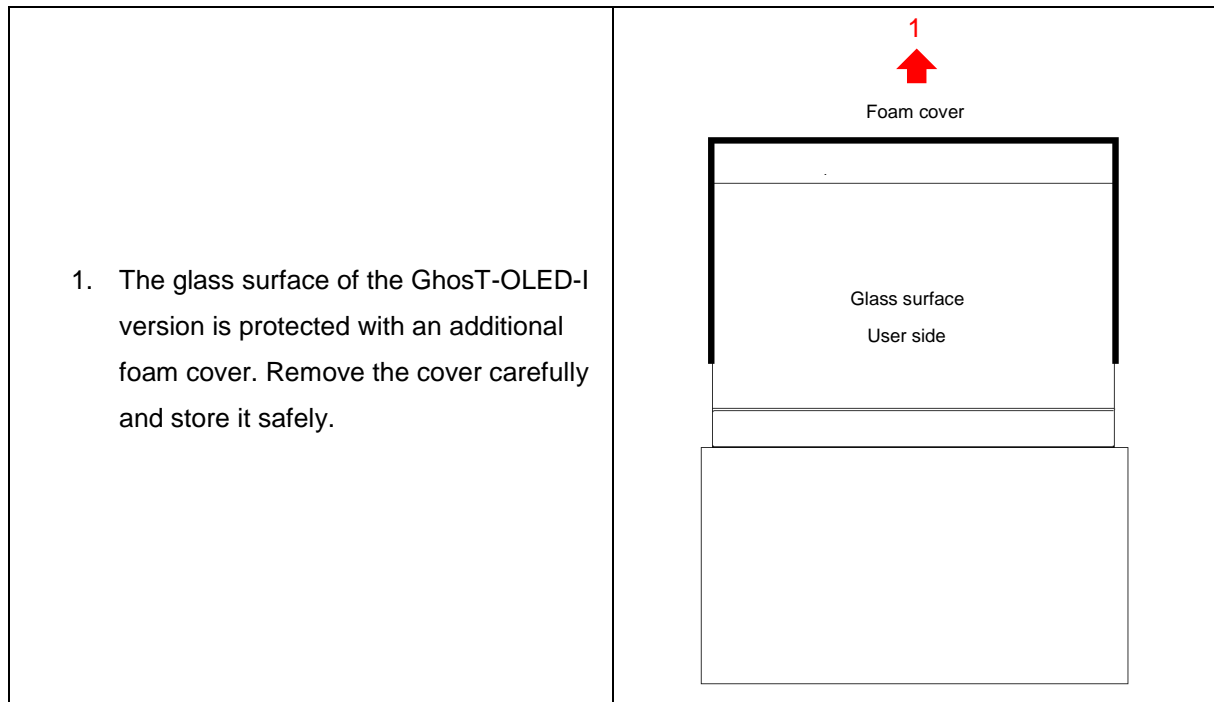 1. The glass surface of the GhosT-OLED-I
version is protected with an additional
foam cover. Remove the cover carefully
and store it safely.
1
Foam cover
Glass surface
User side